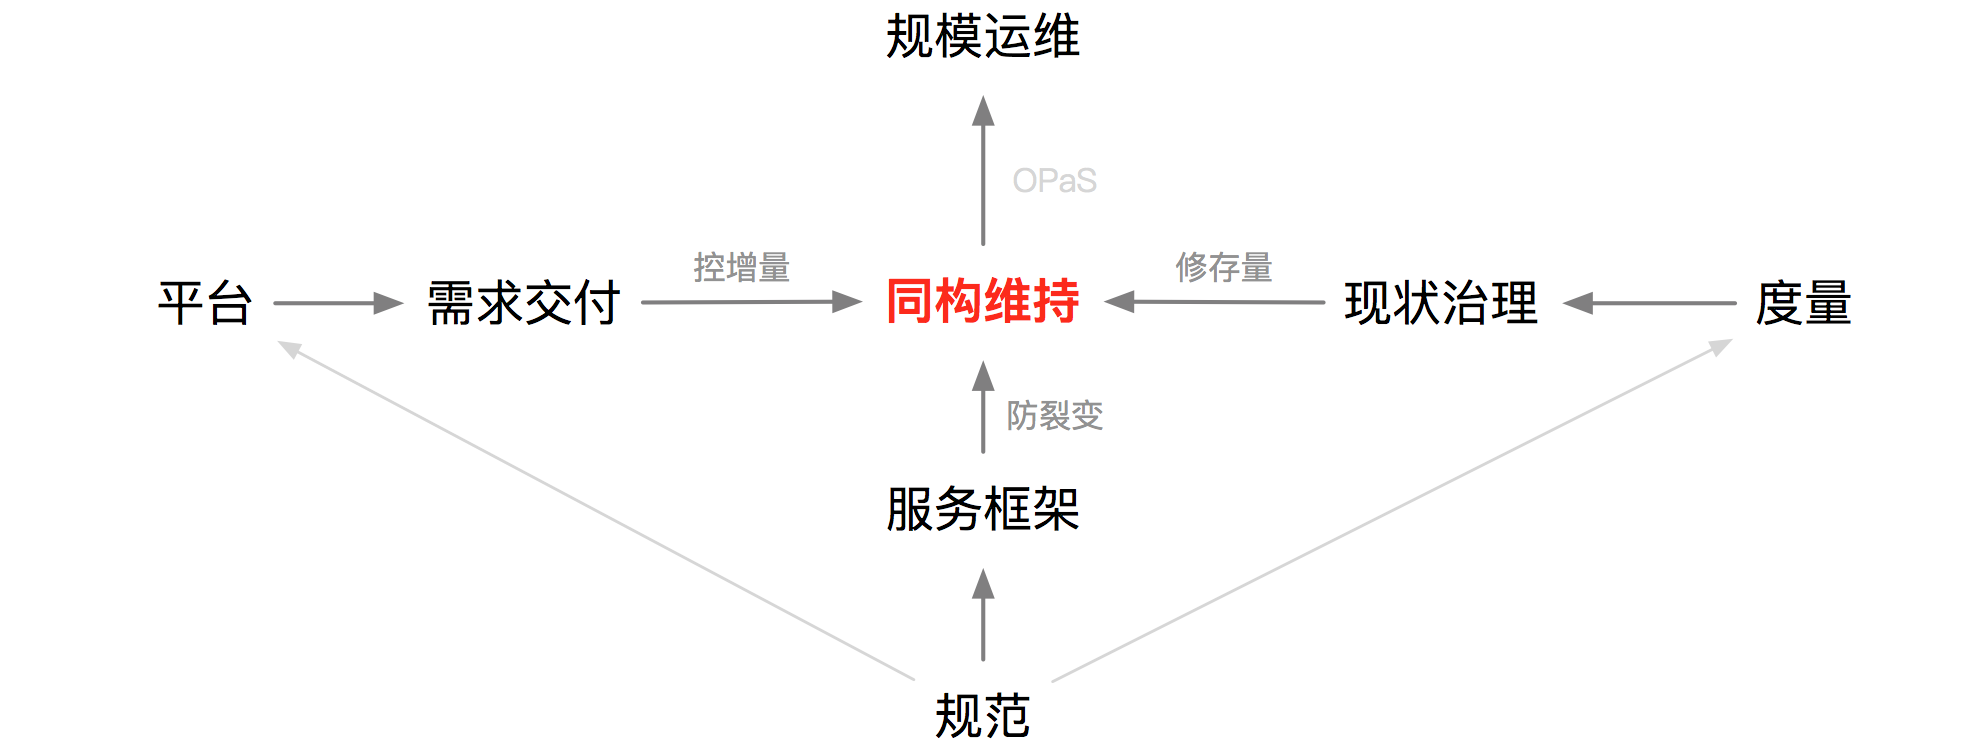 规模运维
OPaS
控增量
修存量
平台
需求交付
同构维持
现状治理
度量
防裂变
服务框架
规范